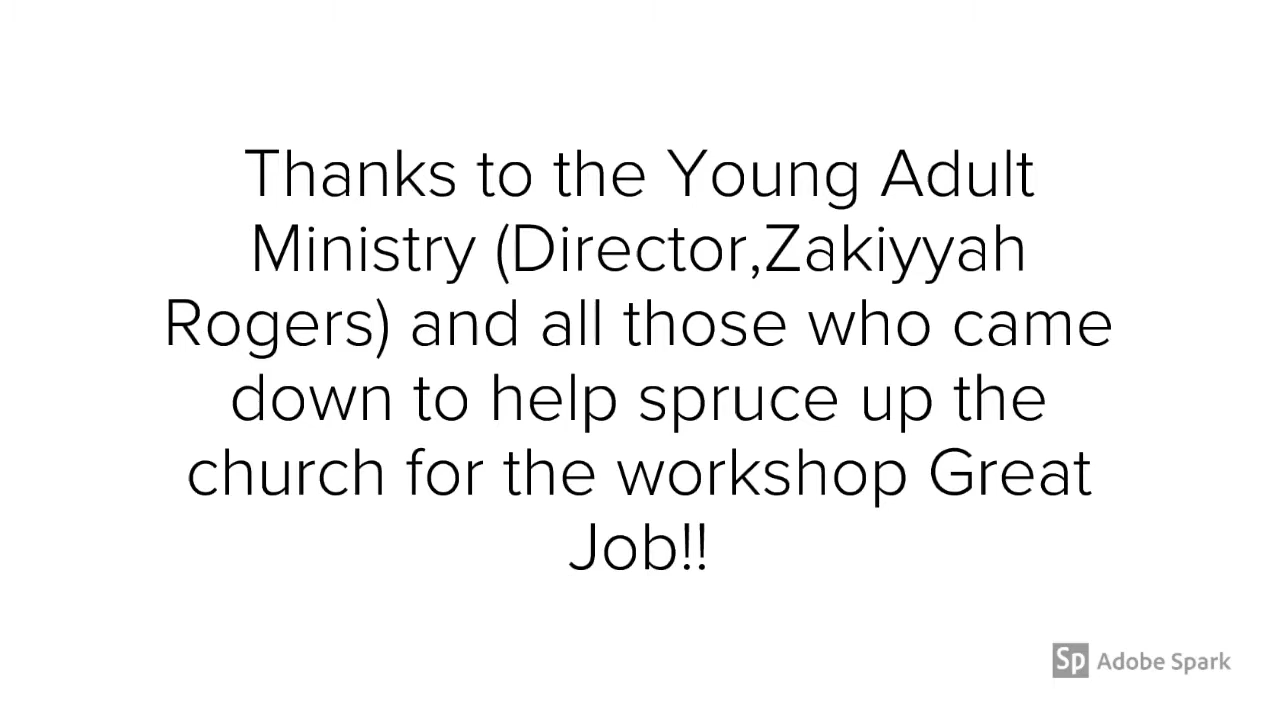 Thanks to the Young Adult
Ministry (Director,Zakiyyah
Rogers) and all those who came
down to help spruce up the
church for the workshop Great
Job!!
Sp Adobe Spark